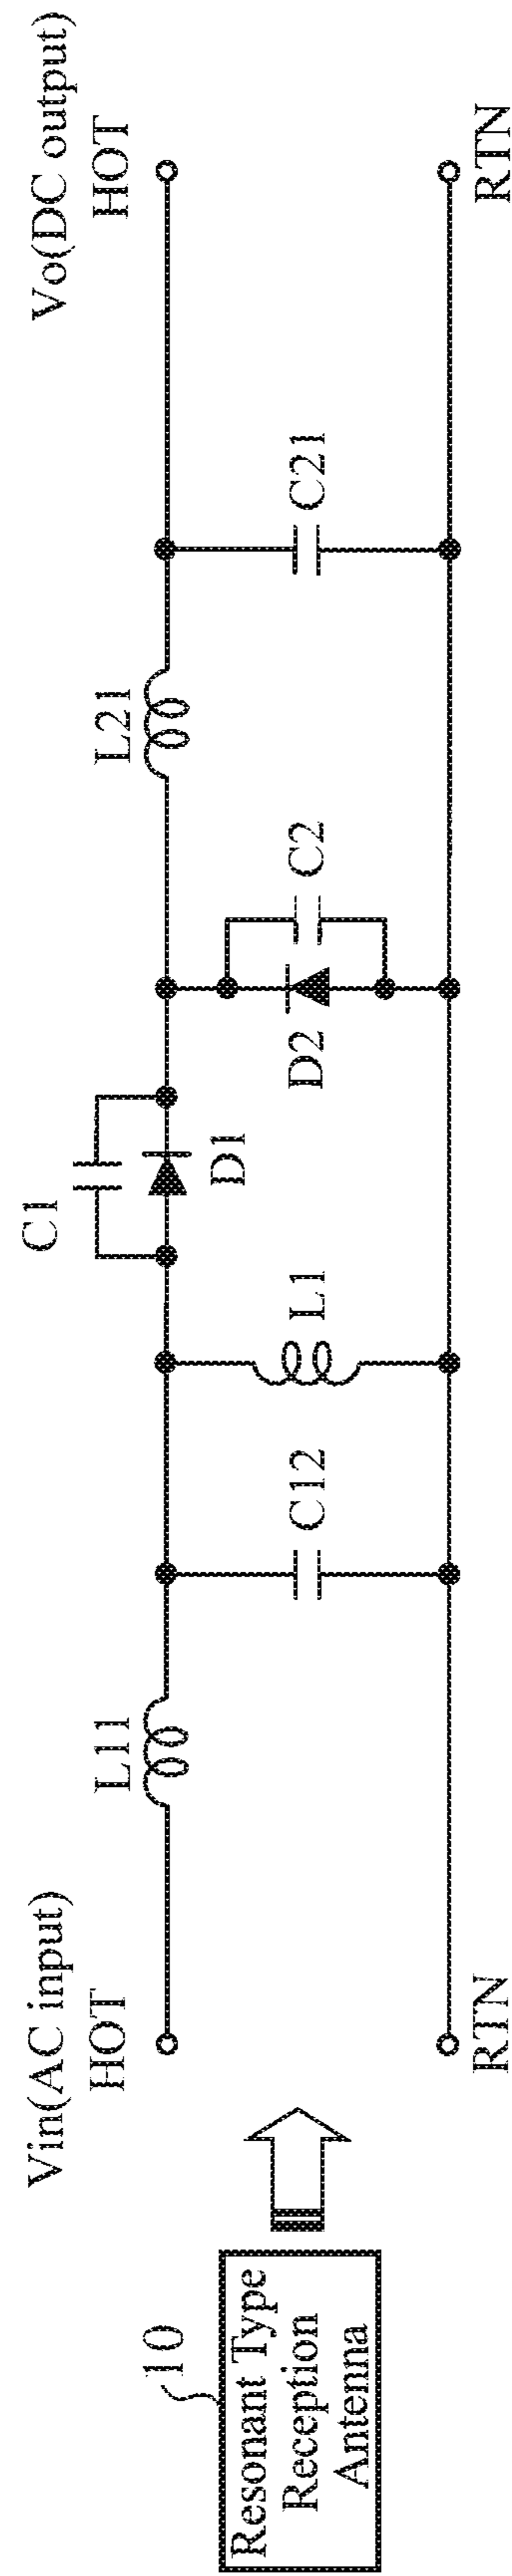 10
Resonant Type
Reception
Antenna
Vin(AC input)
HOT
RTN
L11
C12
L1
C1
D1
D2
C2
L21
C21
Vo(DC output)
HOT
RTN